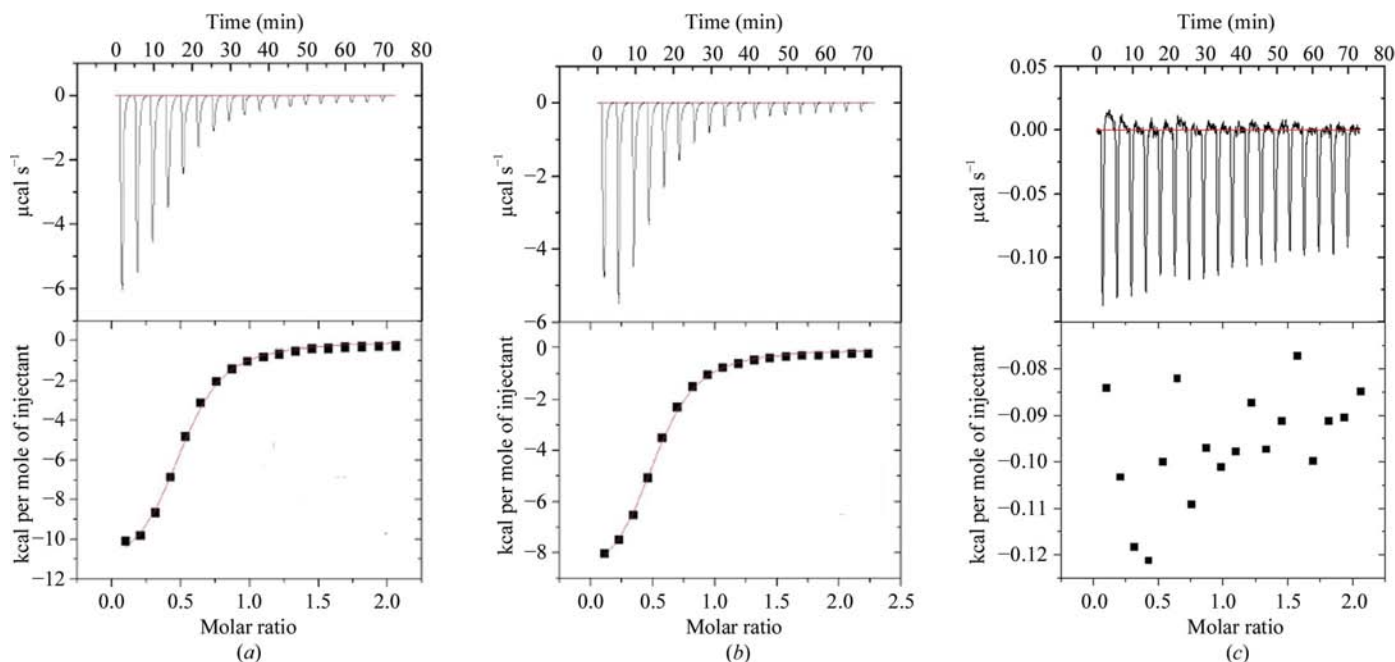 Time (min)
0 10 20 30 40 50 60 70 80
0
−2
−4
−6
μcal s⁻¹
0
−2
−4
−6
−8
−10
−12
kcal per mole of injectant
0.0 0.5 1.0 1.5 2.0
Molar ratio
(a)
Time (min)
0 10 20 30 40 50 60 70 80
0
−2
−4
−6
μcal s⁻¹
0
−2
−4
−6
−8
kcal per mole of injectant
0.0 0.5 1.0 1.5 2.0 2.5
Molar ratio
(b)
Time (min)
0 10 20 30 40 50 60 70 80
0.05
0.00
−0.05
−0.10
μcal s⁻¹
−0.08
−0.09
−0.10
−0.11
−0.12
kcal per mole of injectant
0.0 0.5 1.0 1.5 2.0
Molar ratio
(c)